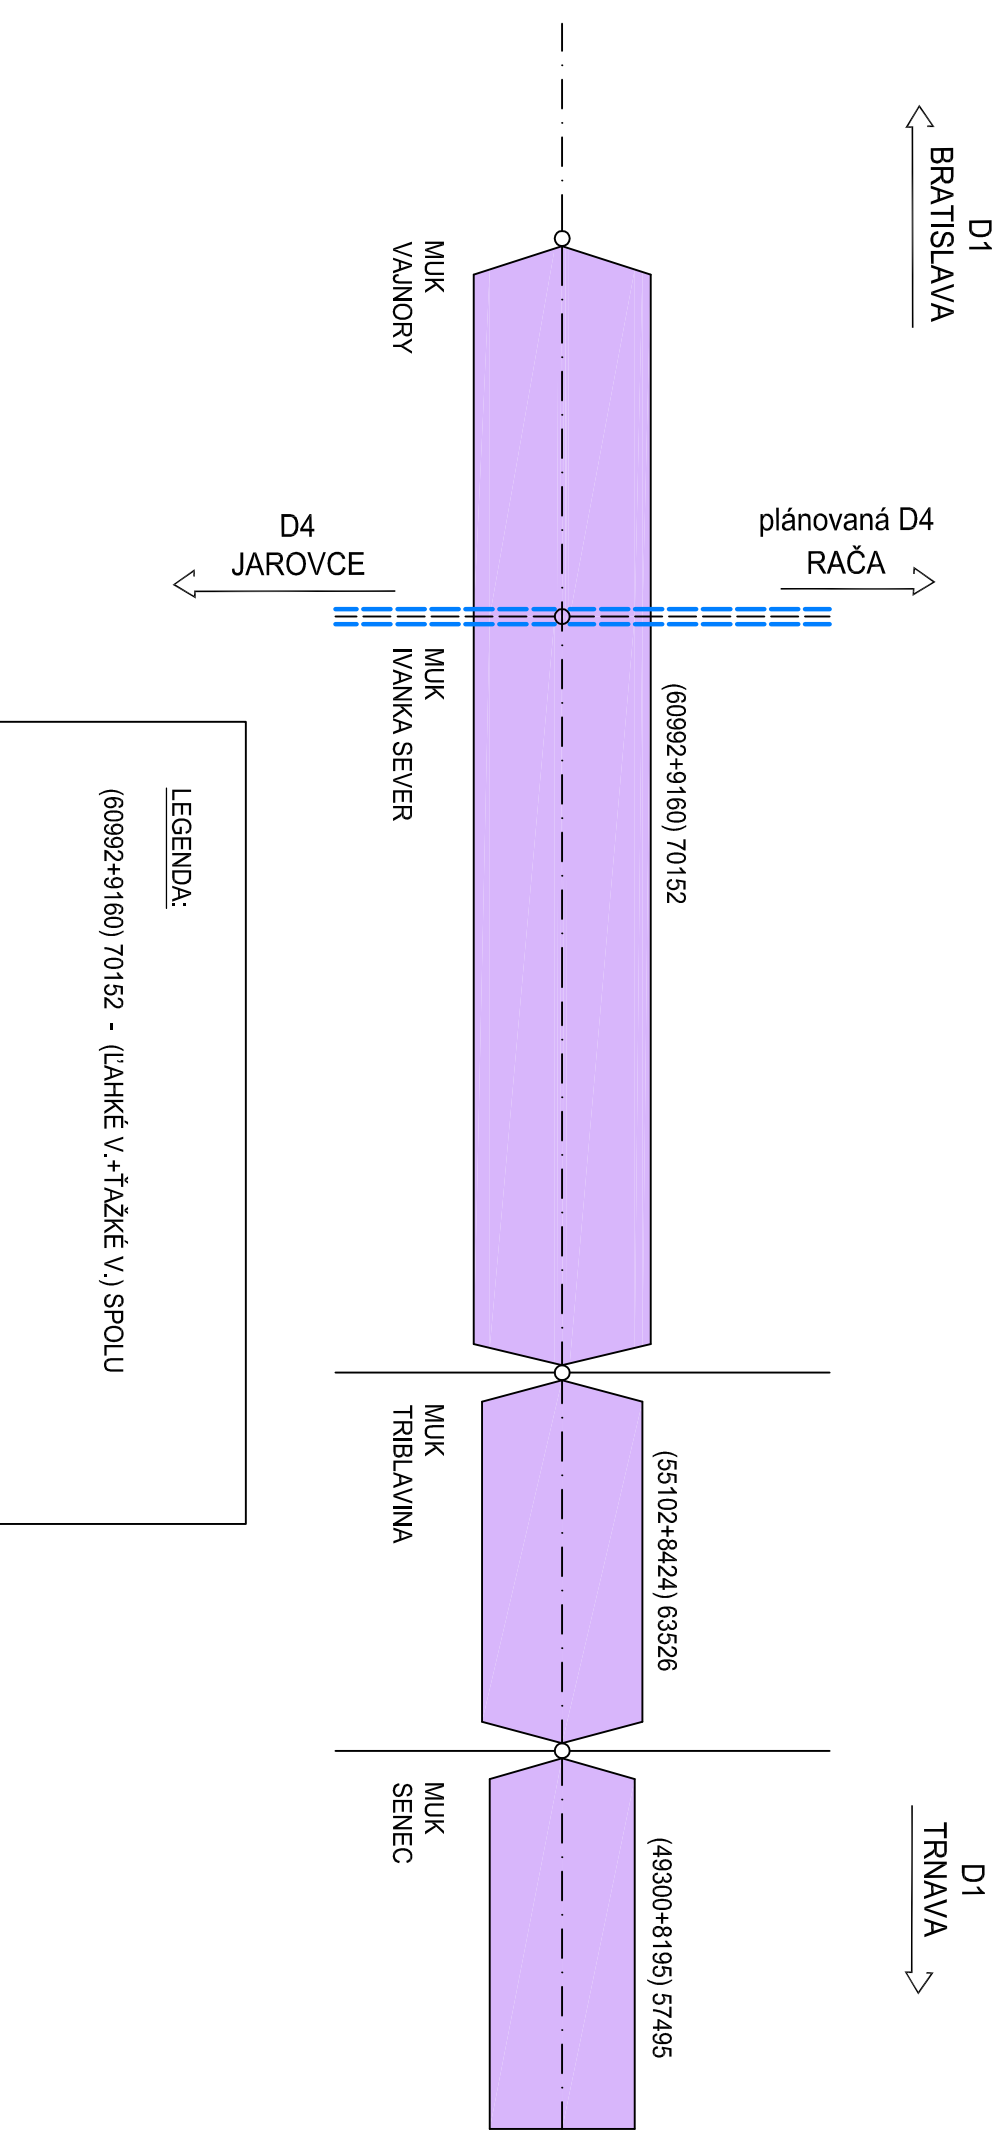 D1
BRATISLAVA
MUK
VAJNORY
plánovaná D4
RAČA
D4
JAROVCE
MUK
IVANKA SEVER
(60992+9160) 70152
MUK
TRIBLAVINA
(55102+8424) 63526
MUK
SENEC
(49300+8195) 57495
D1
TRNAVA
LEGENDA:
(60992+9160) 70152 - (ĽAHKÉ V.+ŤAŽKÉ V.) SPOLU